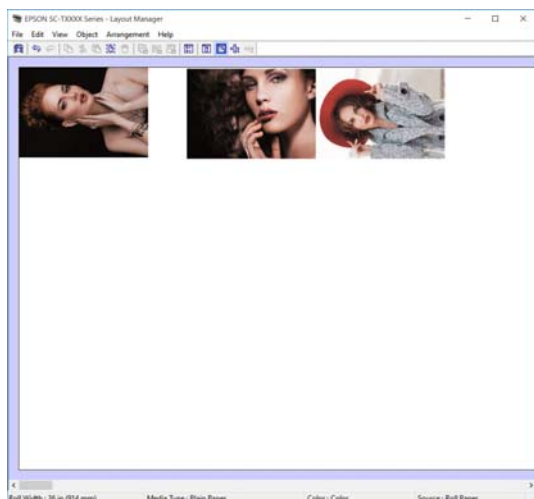 EPSON SC-TXXXX Series - Layout Manager
File Edit View Object Arrangement Help
Roll Width : 36 in (914 mm) Media Type : Plain Paper Color : Color Source : Roll Paper